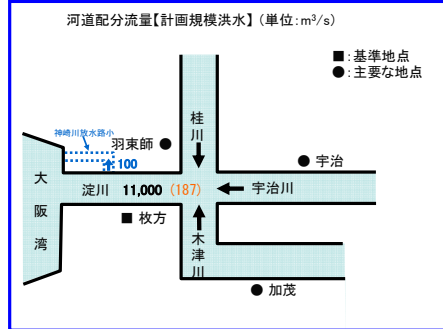 河道配分流量【計画規模洪水】（単位：m³/s）
■：基準地点
●：主要な地点
神崎川放水路小
羽束師 ●
桂川
100
● 宇治
大阪湾
淀川 11,000（187）
宇治川
■ 枚方
木津川
● 加茂